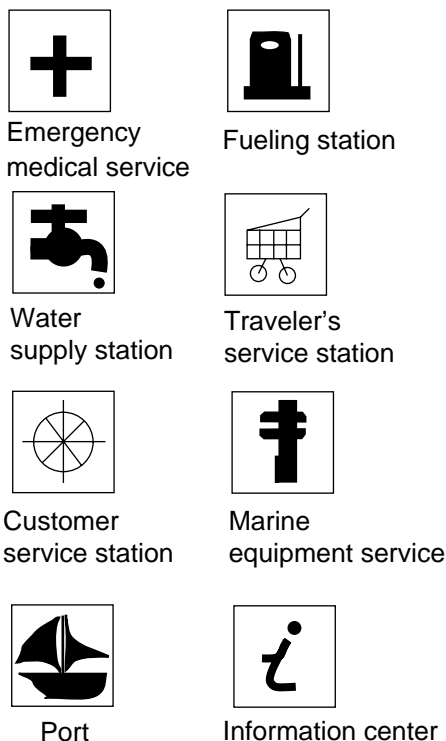 Emergency
medical service
Fueling station
Water
supply station
Traveler's
service station
Customer
service station
Marine
equipment service
i
Port
Information center